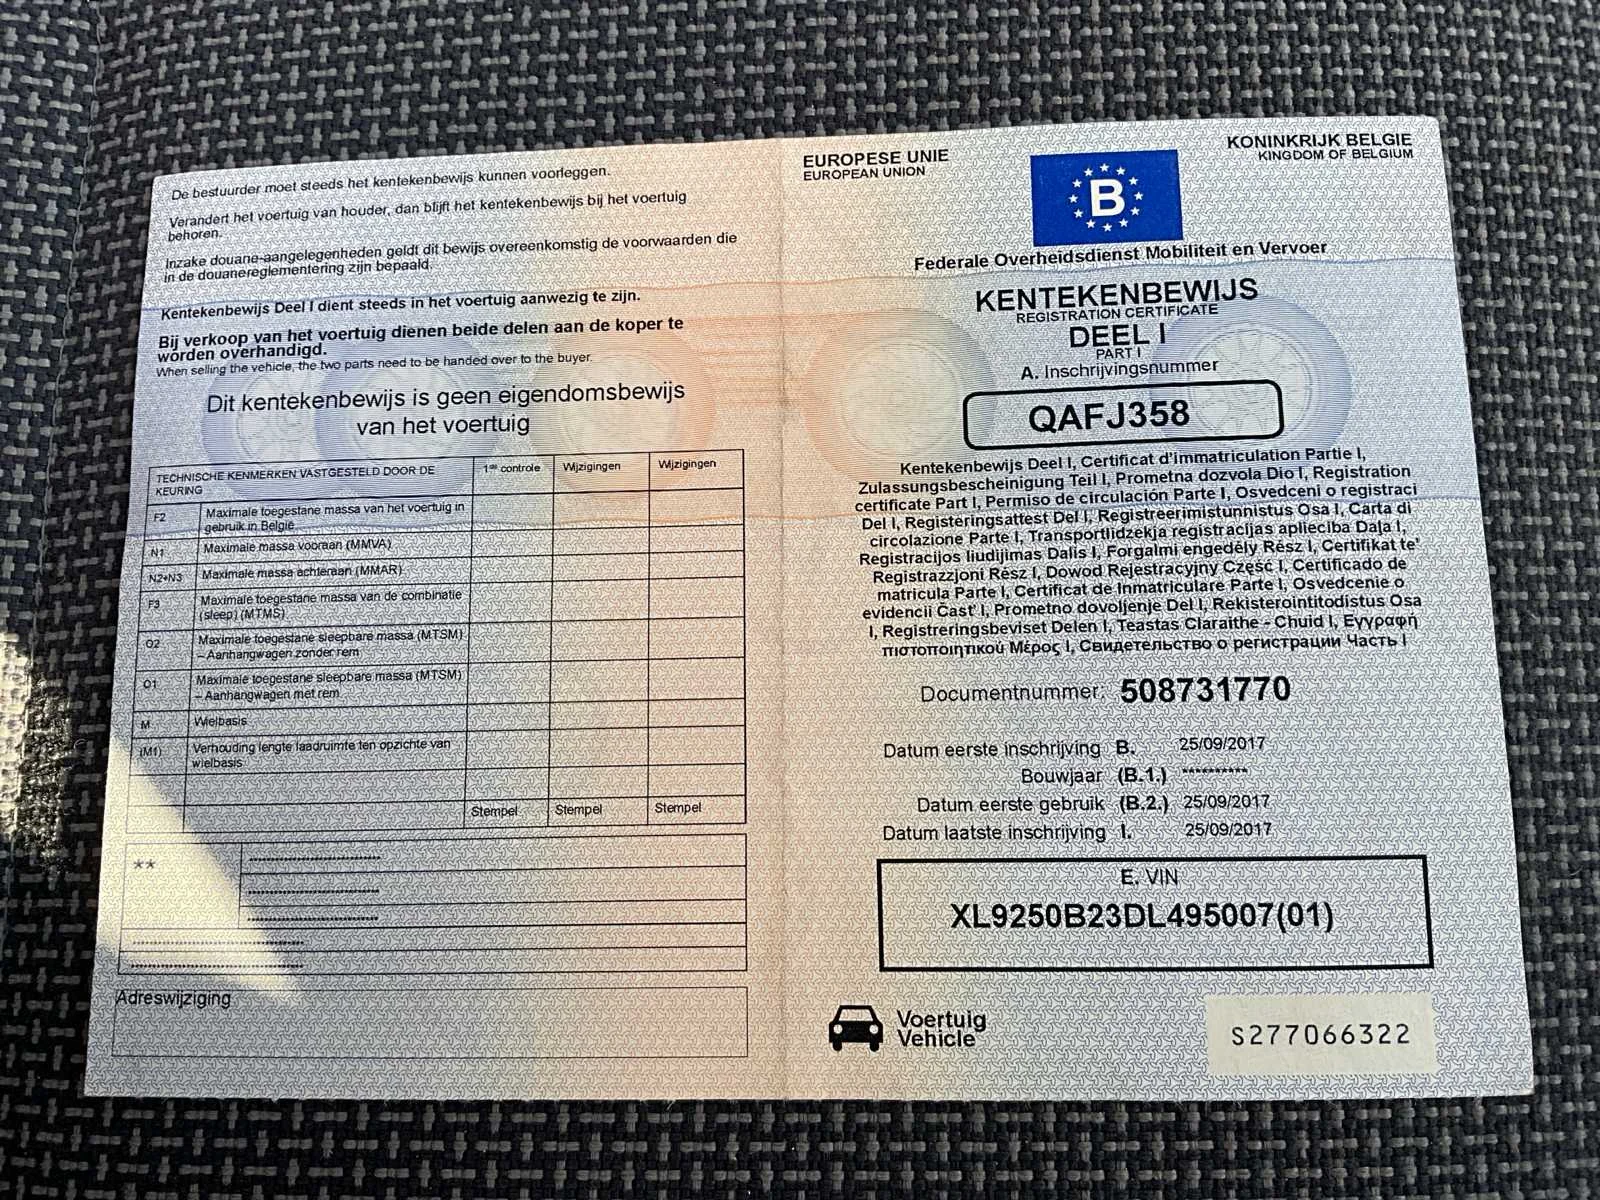 De bestuurder moet steeds het kentekenbewijs kunnen voorleggen.
Verandert het voertuig van houder, dan blijft het kentekenbewijs bij het voertuig
behoren.
Inzake douane-aangelegenheden geldt dit bewijs overeenkomstig de voorwaarden die
in de douanereglementering zijn bepaald.
Kentekenbewijs Deel I dient steeds in het voertuig aanwezig te zijn.
Bij verkoop van het voertuig dienen beide delen aan de koper te
worden overhandigd.
When selling the vehicle, the two parts need to be handed over to the buyer.
Dit kentekenbewijs is geen eigendomsbewijs
van het voertuig
TECHNISCHE KENMERKEN VASTGESTELD DOOR DE
KEURING
1ste controle
Wijzigingen
Wijzigingen
F2 Maximale toegestane massa van het voertuig in
gebruik in België
N1 Maximale massa vooraan (MMVA)
N2+N3 Maximale massa achteraan (MMAR)
F3 Maximale toegestane massa van de combinatie
(sleep) (MTMS)
O2 Maximale toegestane sleepbare massa (MTSM)
– Aanhangwagen zonder rem
O1 Maximale toegestane sleepbare massa (MTSM)
– Aanhangwagen met rem
M Wielbasis
(M1) Verhouding lengte laadruimte ten opzichte van
wielbasis
Stempel Stempel Stempel
**
Adreswijziging
EUROPESE UNIE
EUROPEAN UNION
B
KONINKRIJK BELGIE
KINGDOM OF BELGIUM
Federale Overheidsdienst Mobiliteit en Vervoer
KENTEKENBEWIJS
REGISTRATION CERTIFICATE
DEEL I
PART I
A. Inschrijvingsnummer
QAFJ358
Kentekenbewijs Deel I, Certificat d'immatriculation Partie I,
Zulassungsbescheinigung Teil I, Prometna dozvola Dio I, Registration
certificate Part I, Permiso de circulación Parte I, Osvedceni o registraci
Del I, Registeringsattest Del I, Registreerimistunnistus Osa I, Carta di
circolazione Parte I, Transportlidzekja registracijas aplieciba Daļa I,
Registracijos liudijimas Dalis I, Forgalmi engedély Rész I, Certifikat te'
Registrazzjoni Rész I, Dowod Rejestracyjny Część I, Certificado de
matricula Parte I, Certificat de Inmatriculare Parte I, Osvedcenie o
evidencii Časť I, Prometno dovoljenje Del I, Rekisterointitodistus Osa
I, Registreringsbeviset Delen I, Teastas Claraithe - Chuid I, Εγγραφή
πιστοποιητικού Μέρος I, Свидетельство о регистрации Часть I
Documentnummer: 508731770
Datum eerste inschrijving B. 25/09/2017
Bouwjaar (B.1.) **********
Datum eerste gebruik (B.2.) 25/09/2017
Datum laatste inschrijving I. 25/09/2017
E. VIN
XL9250B23DL495007(01)
Voertuig
Vehicle
S277066322